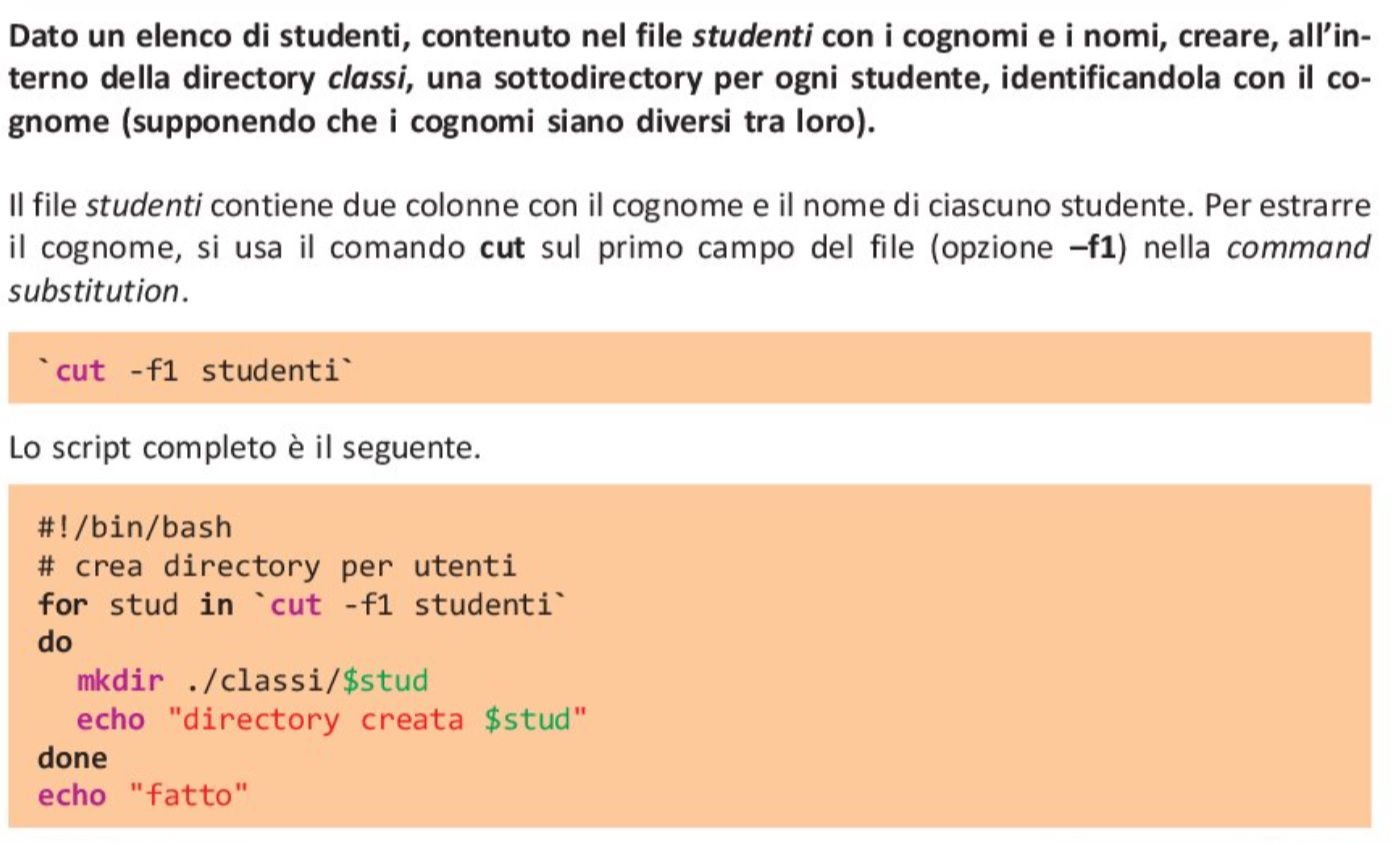 Dato un elenco di studenti, contenuto nel file studenti con i cognomi e i nomi, creare, all’in-
terno della directory classi, una sottodirectory per ogni studente, identificandola con il co-
gnome (supponendo che i cognomi siano diversi tra loro).
Il file studenti contiene due colonne con il cognome e il nome di ciascuno studente. Per estrarre
il cognome, si usa il comando cut sul primo campo del file (opzione –f1) nella command
substitution.
`cut -f1 studenti`
Lo script completo è il seguente.
#!/bin/bash
# crea directory per utenti
for stud in `cut -f1 studenti`
do
mkdir ./classi/$stud
echo "directory creata $stud"
done
echo "fatto"